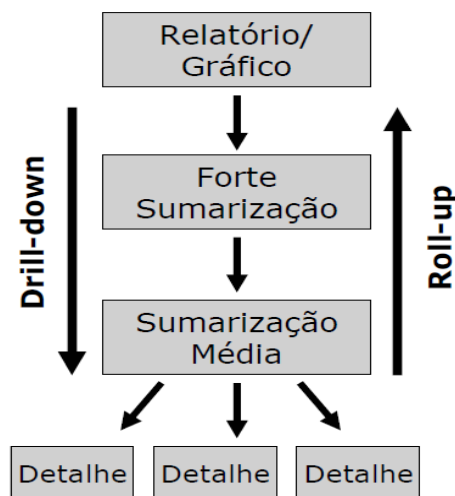 Relatório/
Gráfico
Drill-down
Forte
Sumarização
Roll-up
Sumarização
Média
Detalhe
Detalhe
Detalhe